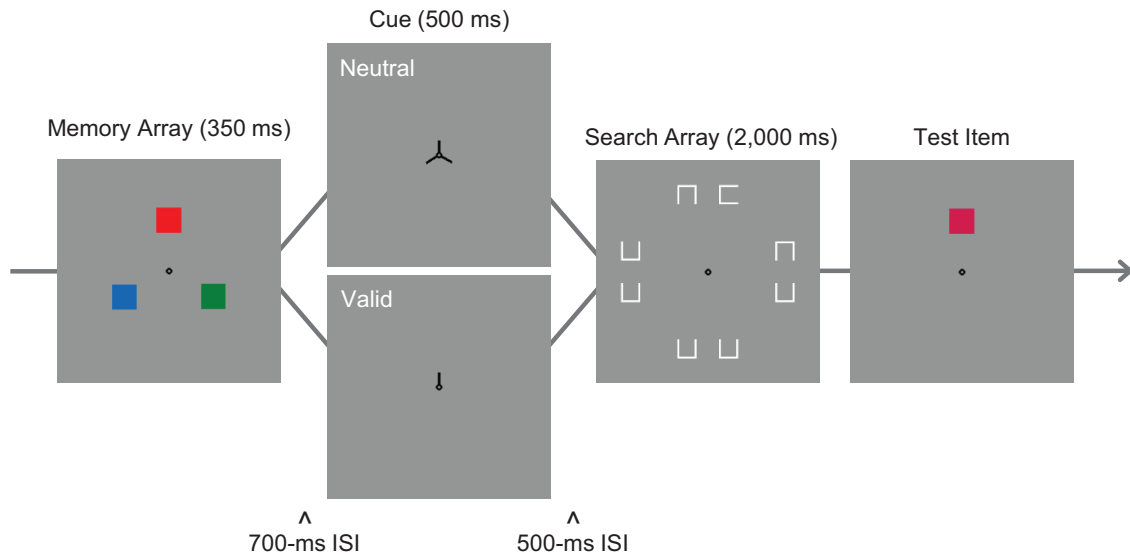 Cue (500 ms)
Neutral
Memory Array (350 ms)
Search Array (2,000 ms)
Test Item
Valid
^
^
700-ms ISI
500-ms ISI